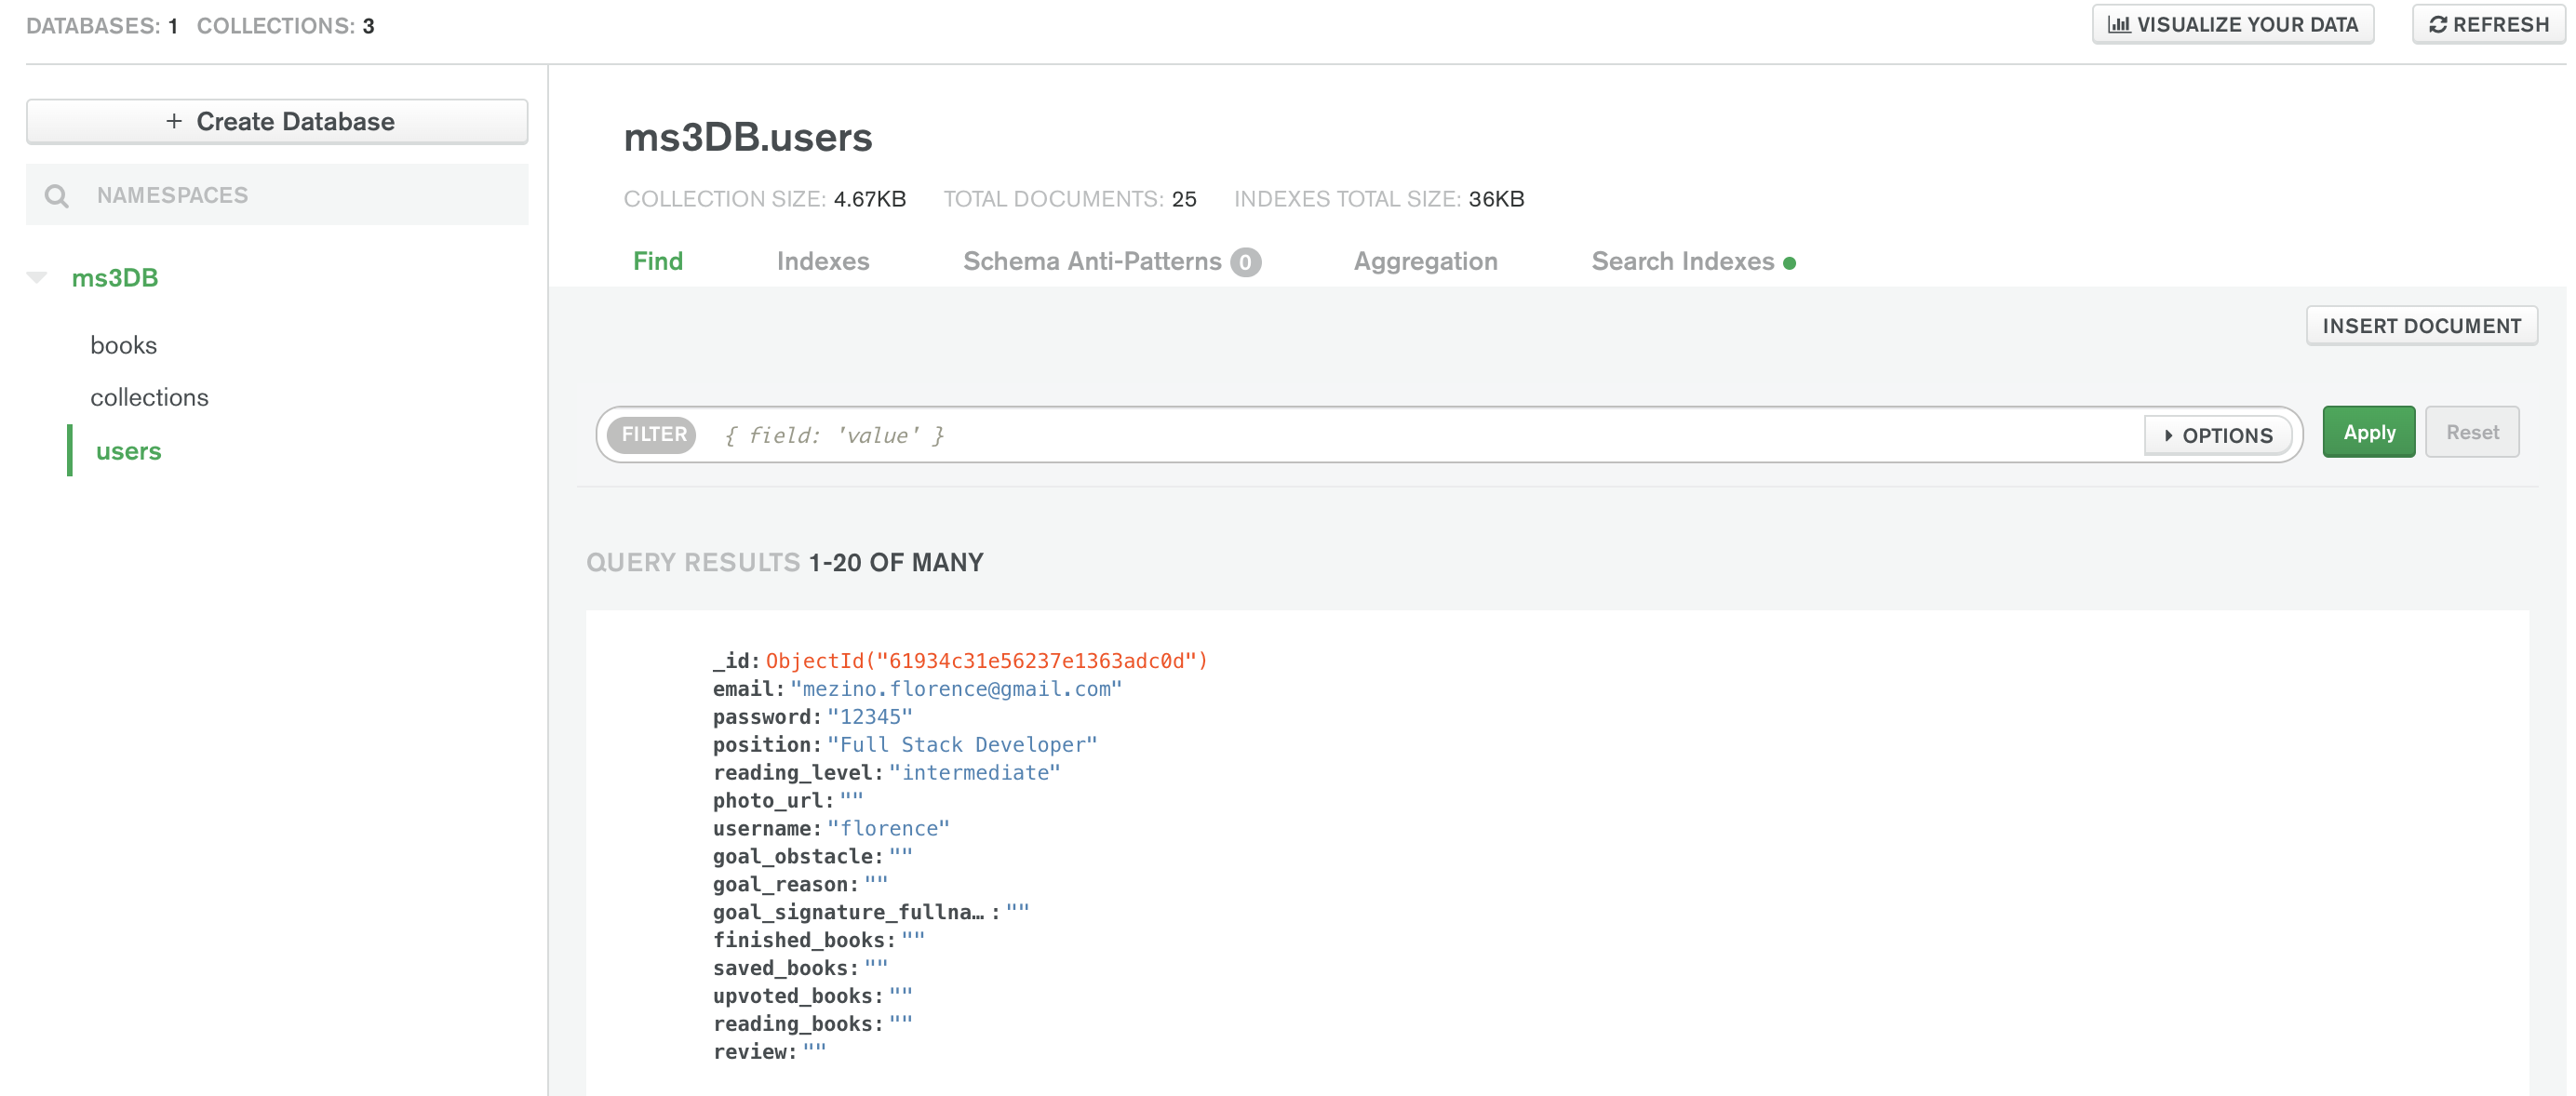 DATABASES: 1 COLLECTIONS: 3
VISUALIZE YOUR DATA
REFRESH
+ Create Database
NAMESPACES
ms3DB
books
collections
users
ms3DB.users
COLLECTION SIZE: 4.67KB TOTAL DOCUMENTS: 25 INDEXES TOTAL SIZE: 36KB
Find Indexes Schema Anti-Patterns 0 Aggregation Search Indexes
INSERT DOCUMENT
FILTER { field: 'value' } OPTIONS Apply Reset
QUERY RESULTS 1-20 OF MANY
_id: ObjectId("61934c31e56237e1363adc0d")
email: "mezino.florence@gmail.com"
password: "12345"
position: "Full Stack Developer"
reading_level: "intermediate"
photo_url: ""
username: "florence"
goal_obstacle: ""
goal_reason: ""
goal_signature_fullna… : ""
finished_books: ""
saved_books: ""
upvoted_books: ""
reading_books: ""
review: ""